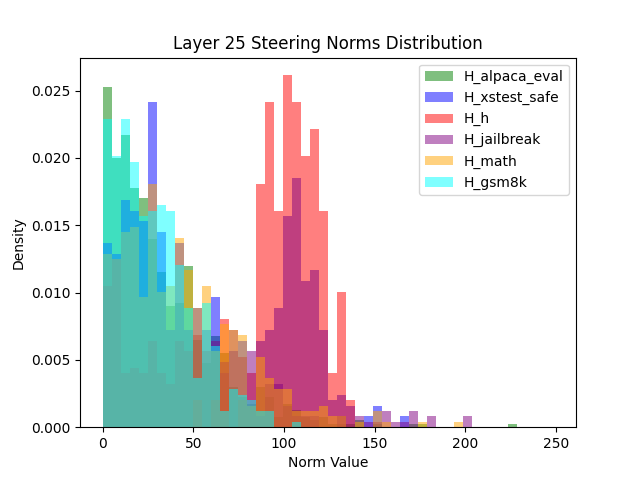 Layer 25 Steering Norms Distribution
H_alpaca_eval
H_xstest_safe
H_h
H_jailbreak
H_math
H_gsm8k
Density
0.025
0.020
0.015
0.010
0.005
0.000
0 50 100 150 200 250
Norm Value